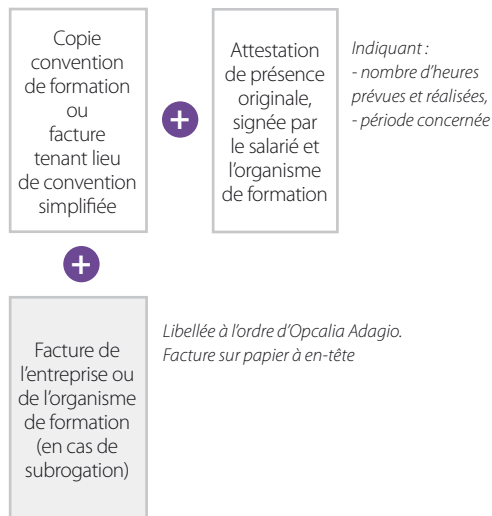 Copie
convention
de formation
ou
facture
tenant lieu
de convention
simplifiée
+
Attestation
de présence
originale,
signée par
le salarié et
l’organisme
de formation
Indiquant :
- nombre d’heures
prévues et réalisées,
- période concernée
+
Facture de
l’entreprise ou
de l’organisme
de formation
(en cas de
subrogation)
Libellée à l’ordre d’Opcalia Adagio.
Facture sur papier à en-tête